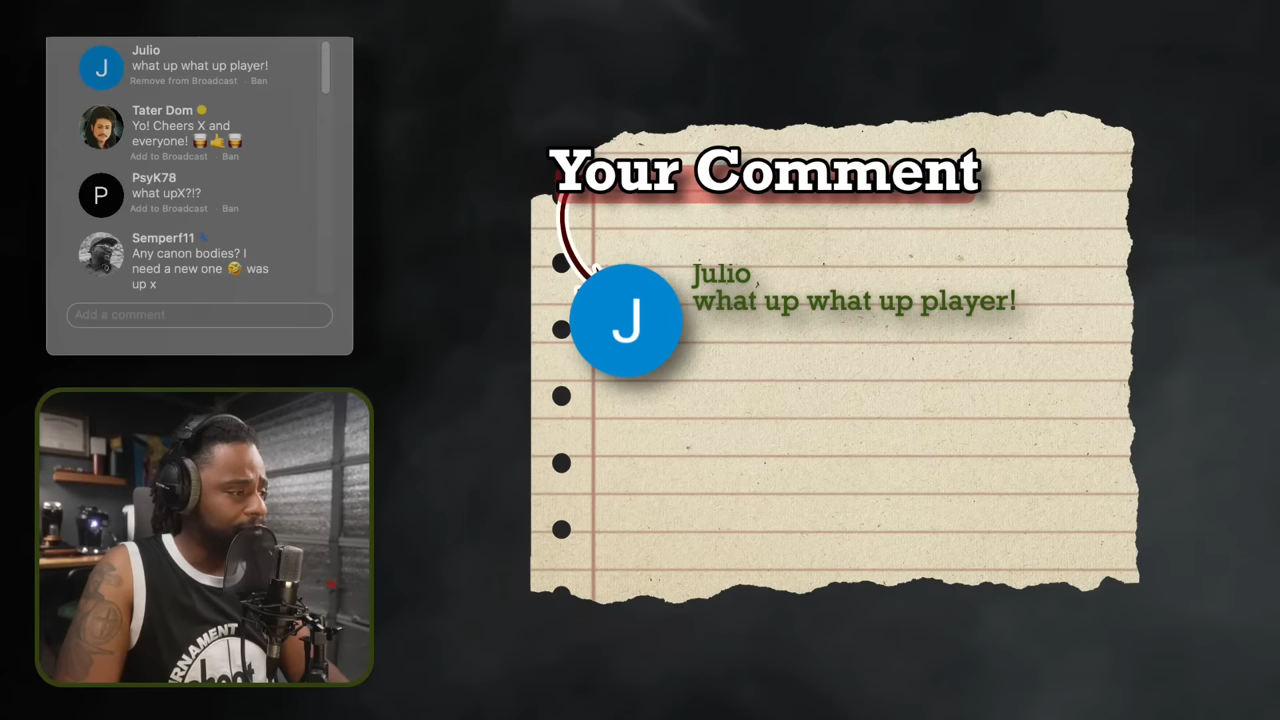 Julio
what up what up player!
Remove from Broadcast · Ban
Tater Dom
Yo! Cheers X and
everyone! 🥃🤙🥃
Add to Broadcast · Ban
P
PsyK78
what upX?!?
Add to Broadcast · Ban
Semperf11
Any canon bodies? I
need a new one 🤣 was
up x
Add a comment
J
Your Comment
J
Julio
what up what up player!